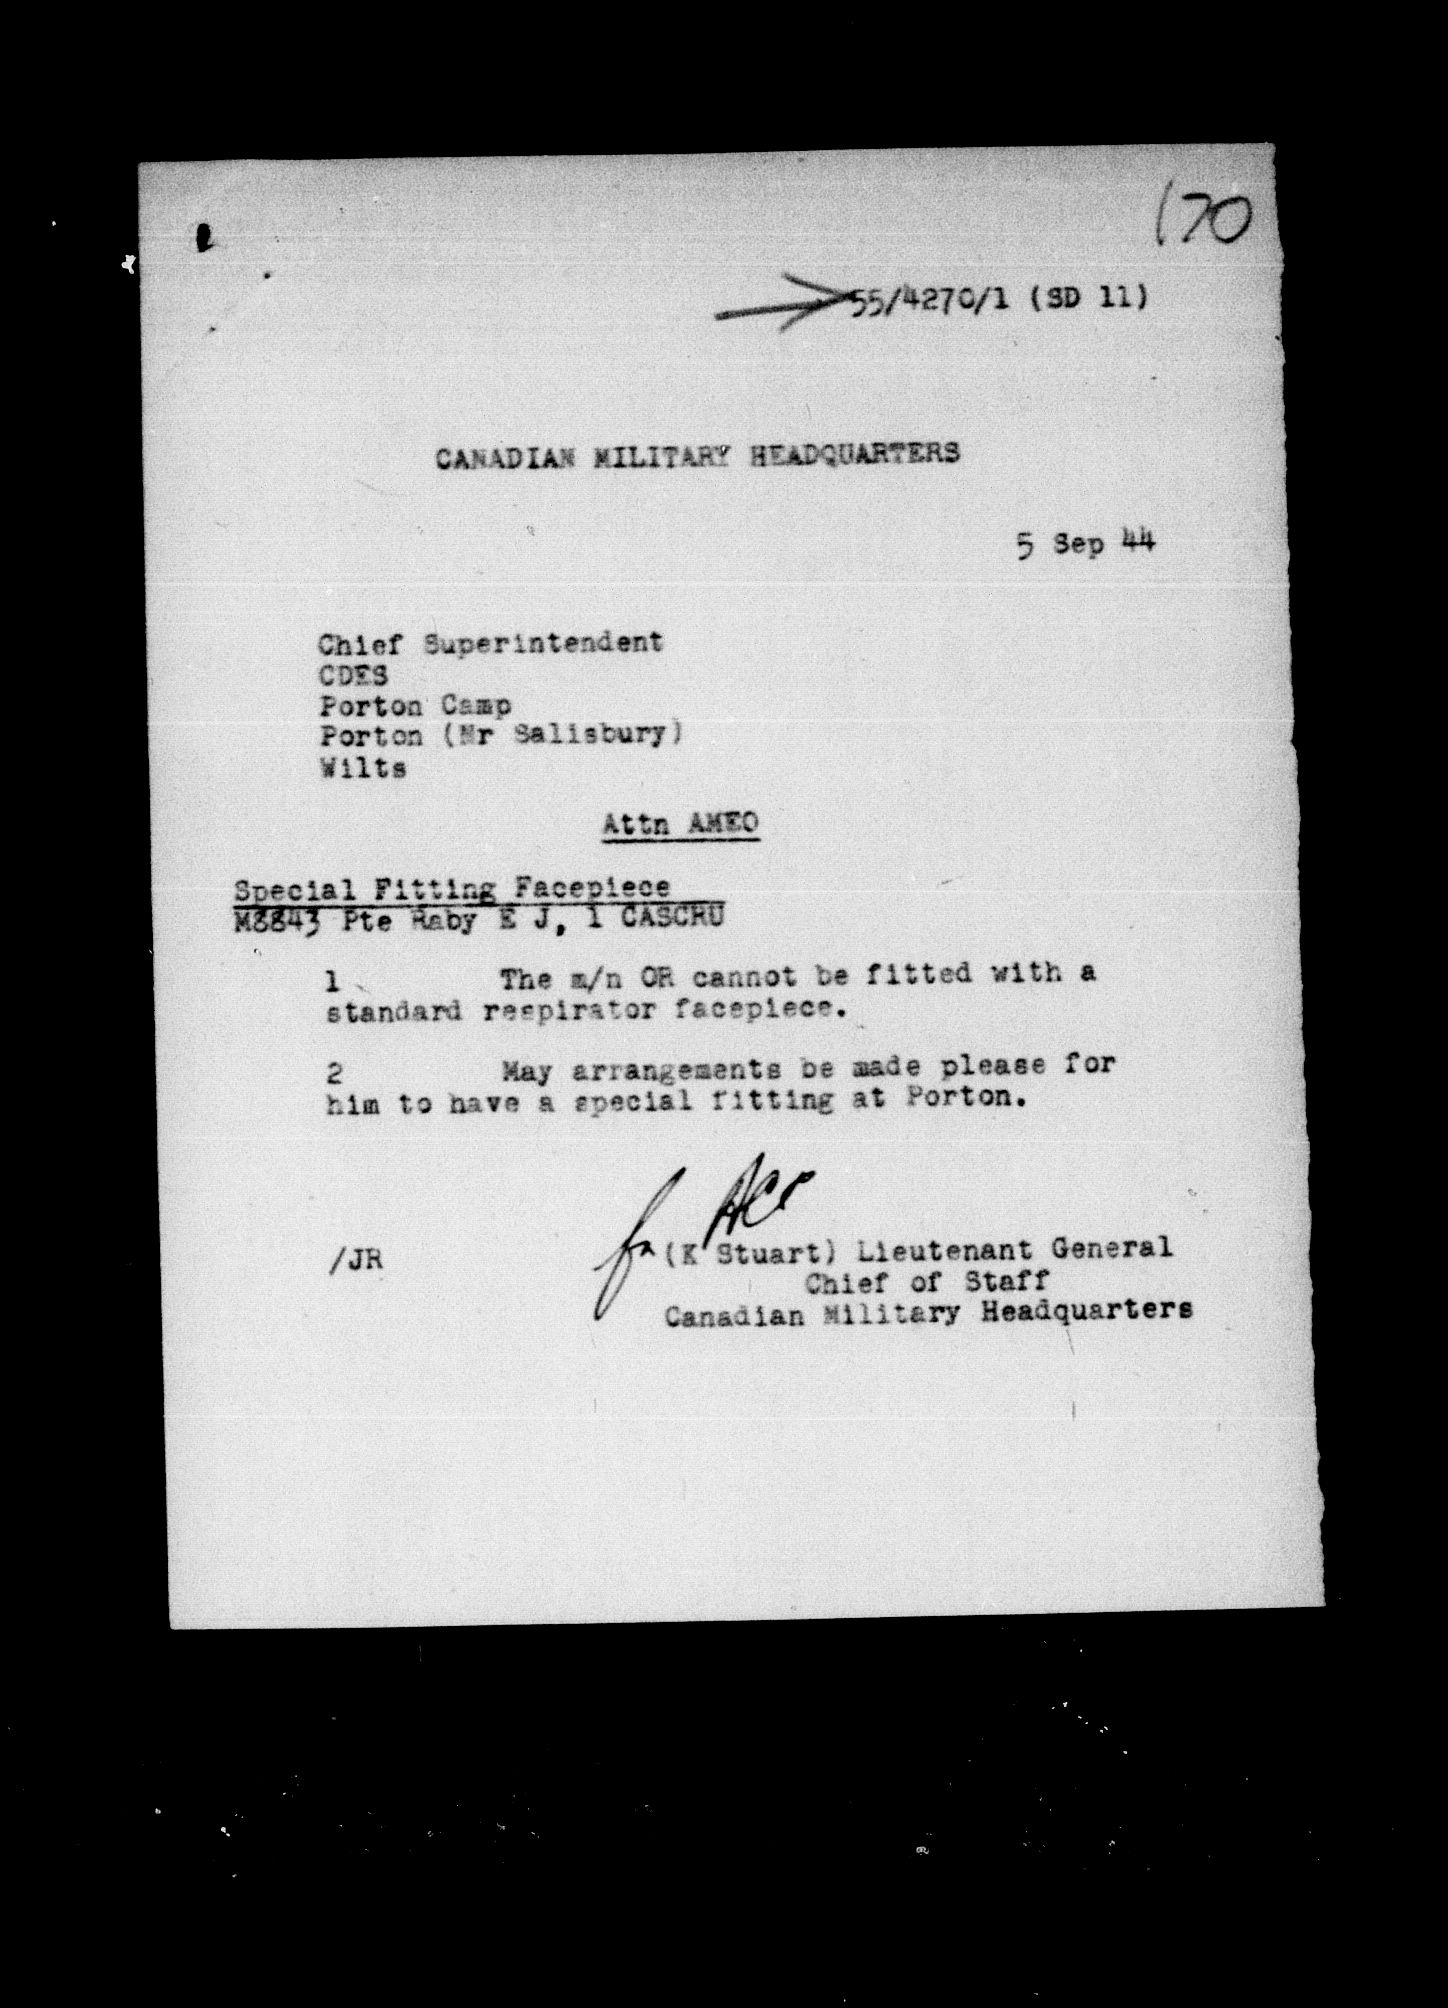 170
55/4270/1 (SD 11)
CANADIAN MILITARY HEADQUARTERS
5 Sep 44
Chief Superintendent
CDES
Porton Camp
Porton (Nr Salisbury)
Wilts
Attn AMEO
Special Fitting Facepiece
M8843 Pte Raby E J, 1 CASCRU
1 The m/n OR cannot be fitted with a
standard respirator facepiece.
2 May arrangements be made please for
him to have a special fitting at Porton.
/JR
(K Stuart) Lieutenant General
Chief of Staff
Canadian Military Headquarters